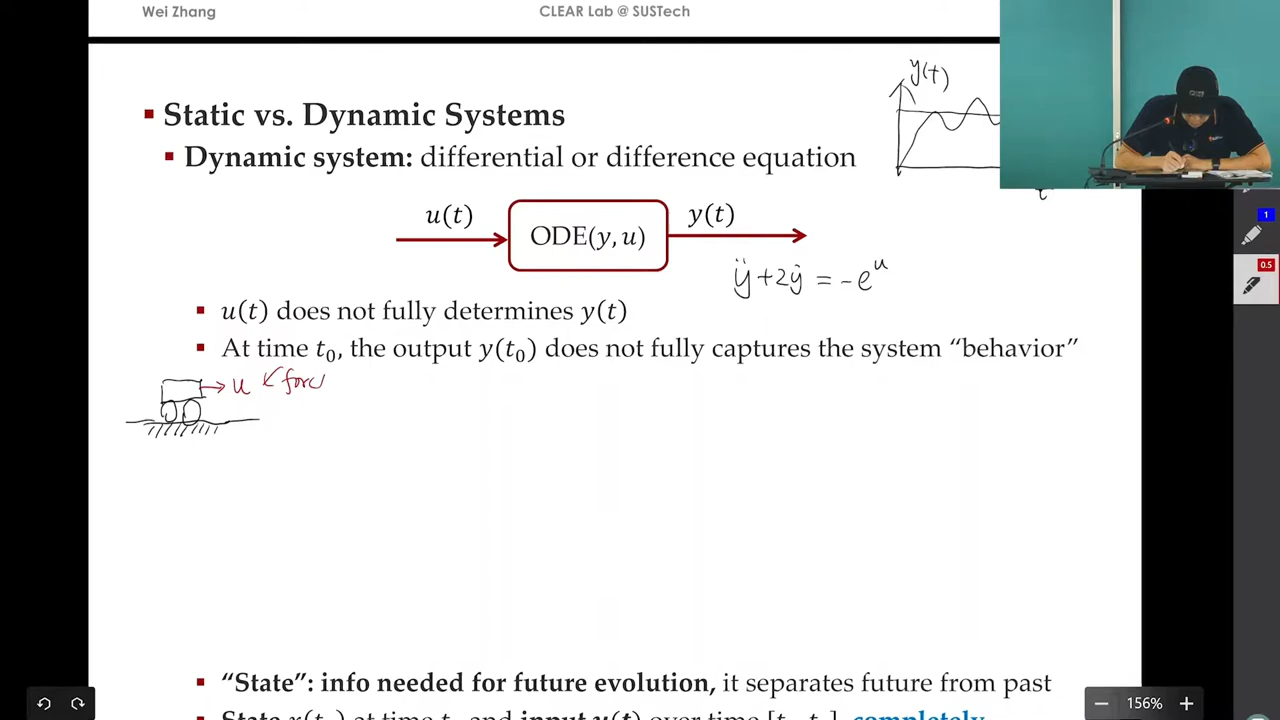 Wei Zhang
CLEAR Lab @ SUSTech
y(t)
▪ Static vs. Dynamic Systems
▪ Dynamic system: differential or difference equation
u(t)
ODE(y, u)
y(t)
ÿ+2ẏ = -e^u
▪ u(t) does not fully determines y(t)
▪ At time t₀, the output y(t₀) does not fully captures the system “behavior”
u
forc
▪ “State”: info needed for future evolution, it separates future from past
1
0.5
156%